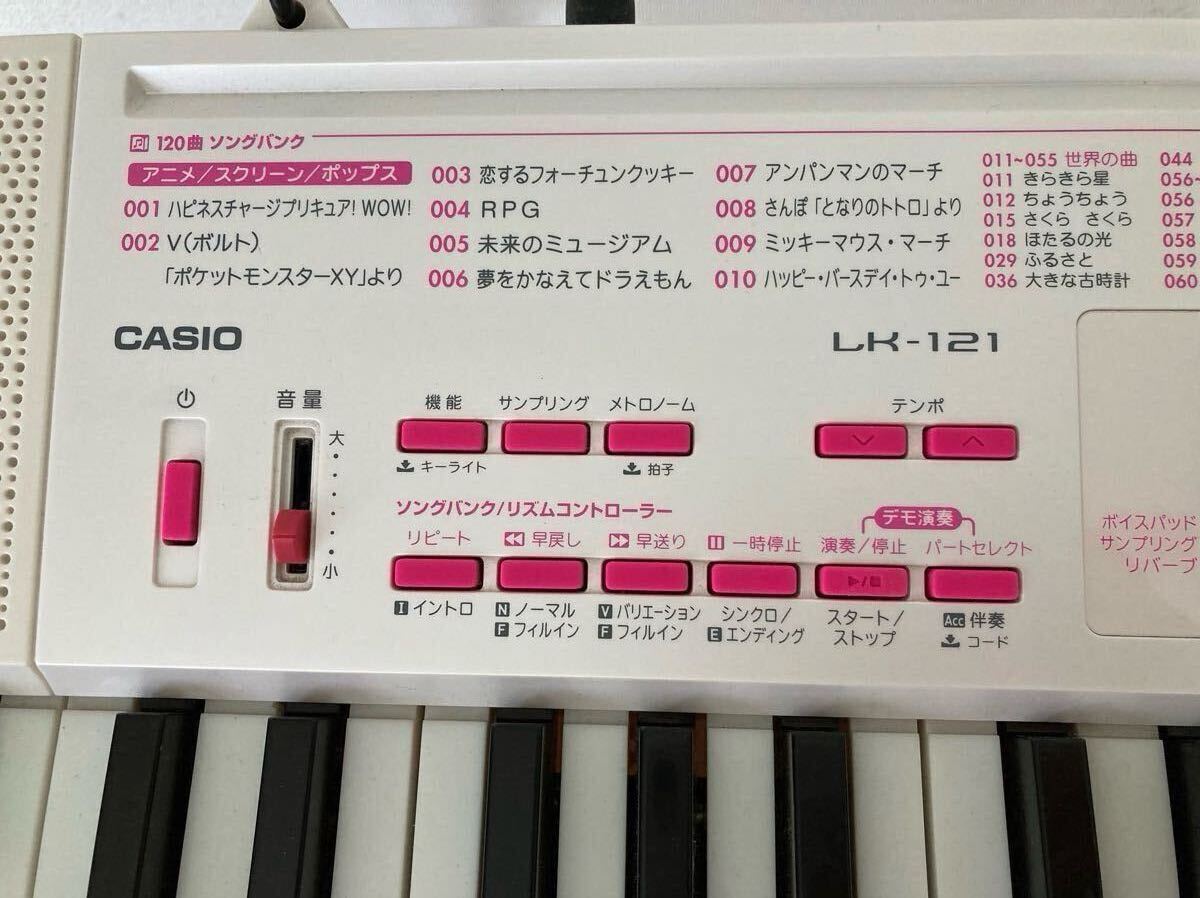 120曲 ソングバンク
アニメ/スクリーン/ポップス
001 ハピネスチャージプリキュア! WOW!
002 V(ボルト)
「ポケットモンスターXY」より
003 恋するフォーチュンクッキー
004 RPG
005 未来のミュージアム
006 夢をかなえてドラえもん
007 アンパンマンのマーチ
008 さんぽ「となりのトトロ」より
009 ミッキーマウス・マーチ
010 ハッピー・バースデイ・トゥ・ユー
011~055 世界の曲
011 きらきら星
012 ちょうちょう
015 さくら さくら
018 ほたるの光
029 ふるさと
036 大きな古時計
044
056~
056
057
058
059
060
CASIO
LK-121
音量
大
小
機能 サンプリング メトロノーム
キーライト 拍子
テンポ
ソングバンク/リズムコントローラー
デモ演奏
リピート 早戻し 早送り 一時停止 演奏/停止 パートセレクト
I イントロ
N ノーマル
F フィルイン
V バリエーション
F フィルイン
シンクロ/
E エンディング
スタート/
ストップ
Acc 伴奏
コード
ボイスパッド
サンプリング
リバーブ